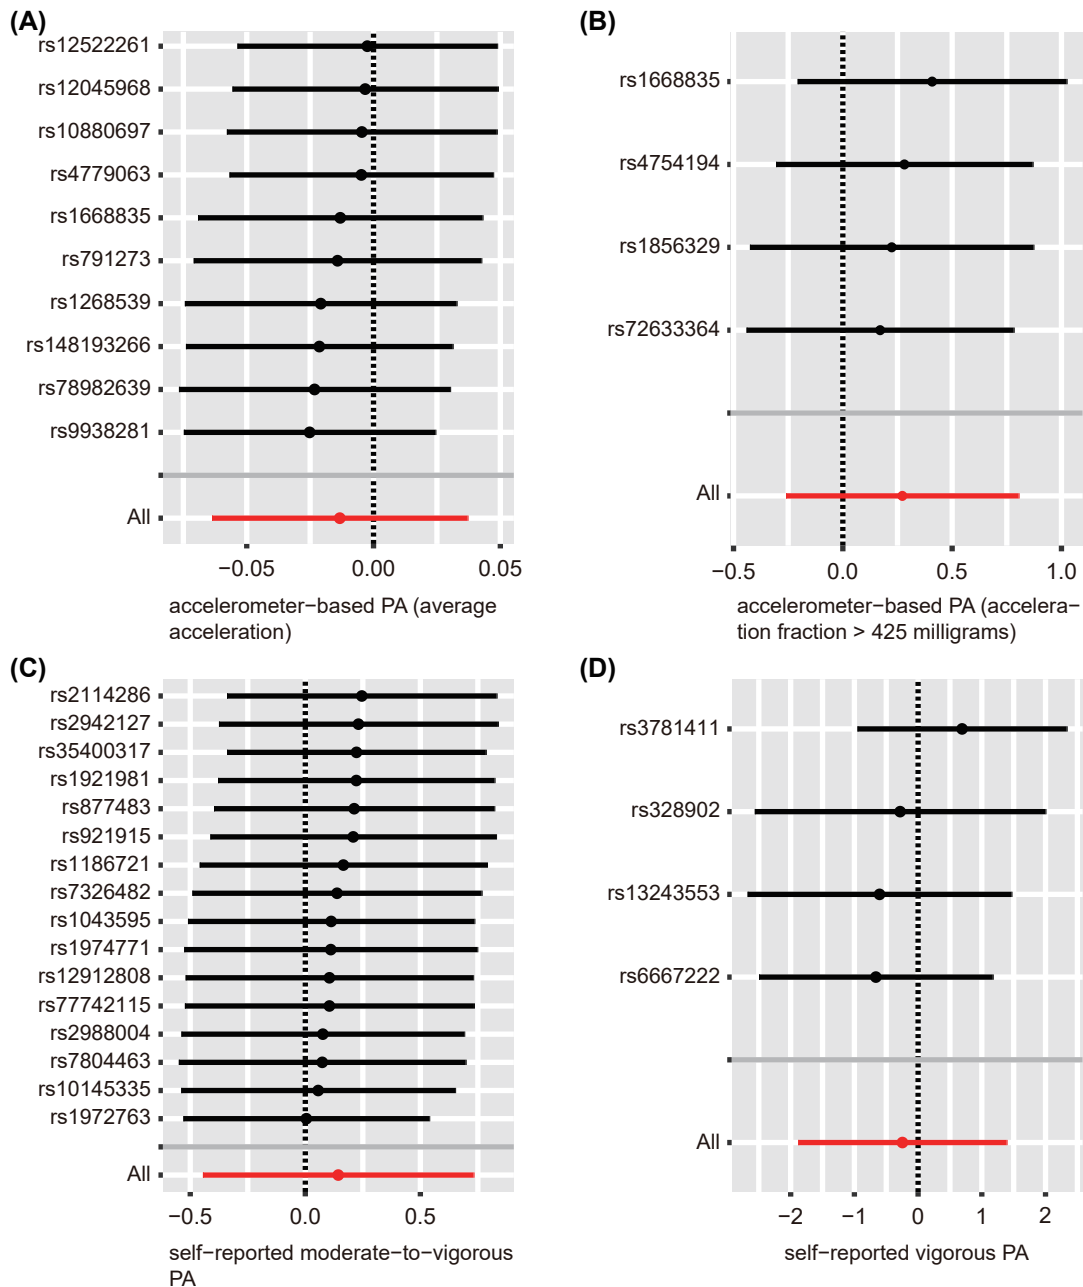 (A)
rs12522261
rs12045968
rs10880697
rs4779063
rs1668835
rs791273
rs1268539
rs148193266
rs78982639
rs9938281
All
−0.05 0.00 0.05
accelerometer−based PA (average
acceleration)
(B)
rs1668835
rs4754194
rs1856329
rs72633364
All
−0.5 0.0 0.5 1.0
accelerometer−based PA (accelera−
tion fraction > 425 milligrams)
(C)
rs2114286
rs2942127
rs35400317
rs1921981
rs877483
rs921915
rs1186721
rs7326482
rs1043595
rs1974771
rs12912808
rs77742115
rs2988004
rs7804463
rs10145335
rs1972763
All
−0.5 0.0 0.5
self−reported moderate−to−vigorous
PA
(D)
rs3781411
rs328902
rs13243553
rs6667222
All
−2 −1 0 1 2
self−reported vigorous PA